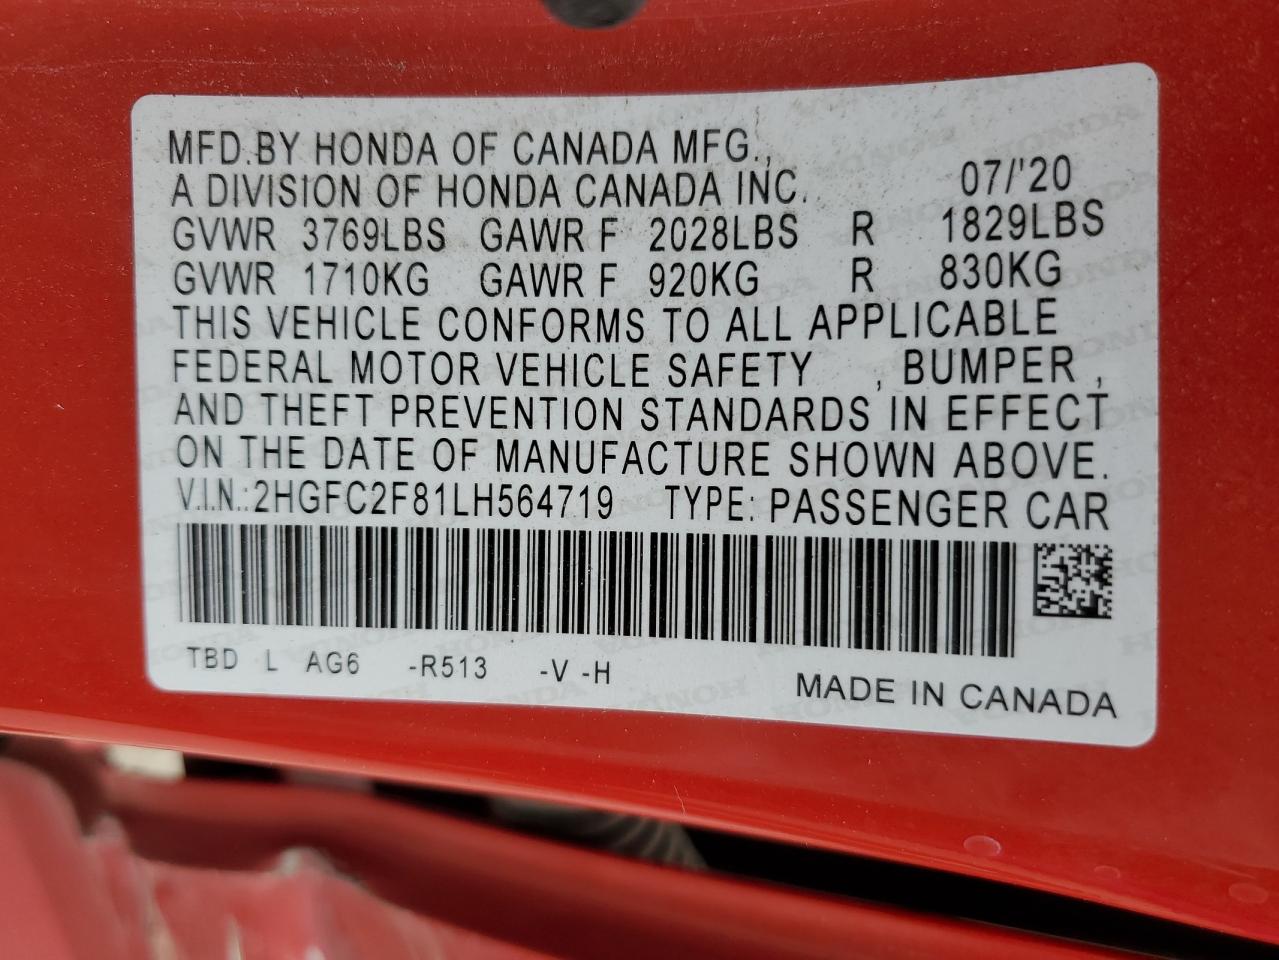 MFD.BY HONDA OF CANADA MFG.,
A DIVISION OF HONDA CANADA INC. 07/'20
GVWR 3769LBS GAWR F 2028LBS R 1829LBS
GVWR 1710KG GAWR F 920KG R 830KG
THIS VEHICLE CONFORMS TO ALL APPLICABLE
FEDERAL MOTOR VEHICLE SAFETY , BUMPER ,
AND THEFT PREVENTION STANDARDS IN EFFECT
ON THE DATE OF MANUFACTURE SHOWN ABOVE.
V.I.N.:2HGFC2F81LH564719 TYPE: PASSENGER CAR
TBD L AG6 -R513 -V -H
MADE IN CANADA